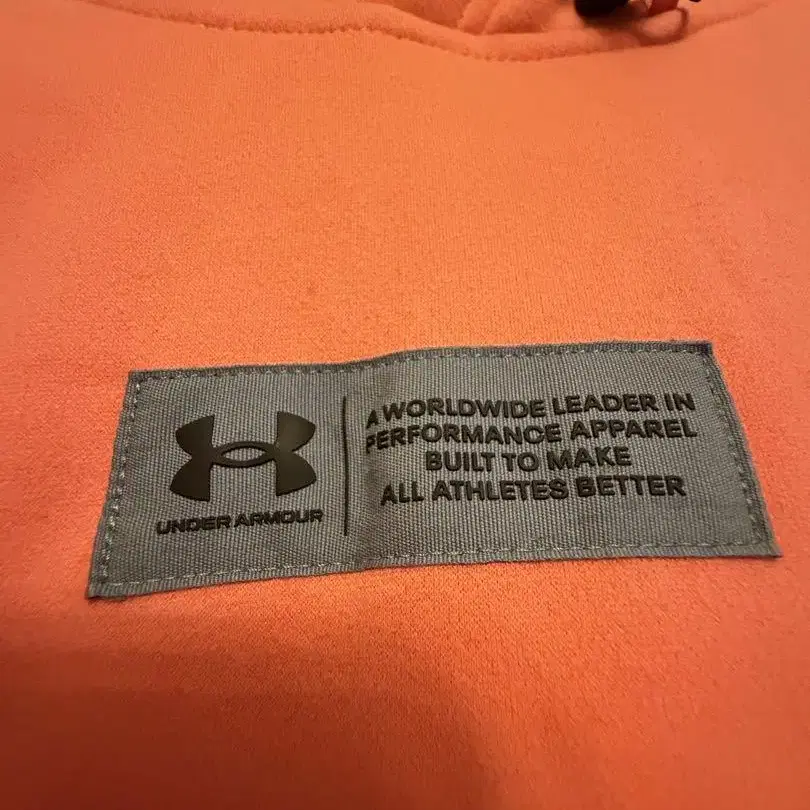 UNDER ARMOUR
A WORLDWIDE LEADER IN
PERFORMANCE APPAREL
BUILT TO MAKE
ALL ATHLETES BETTER